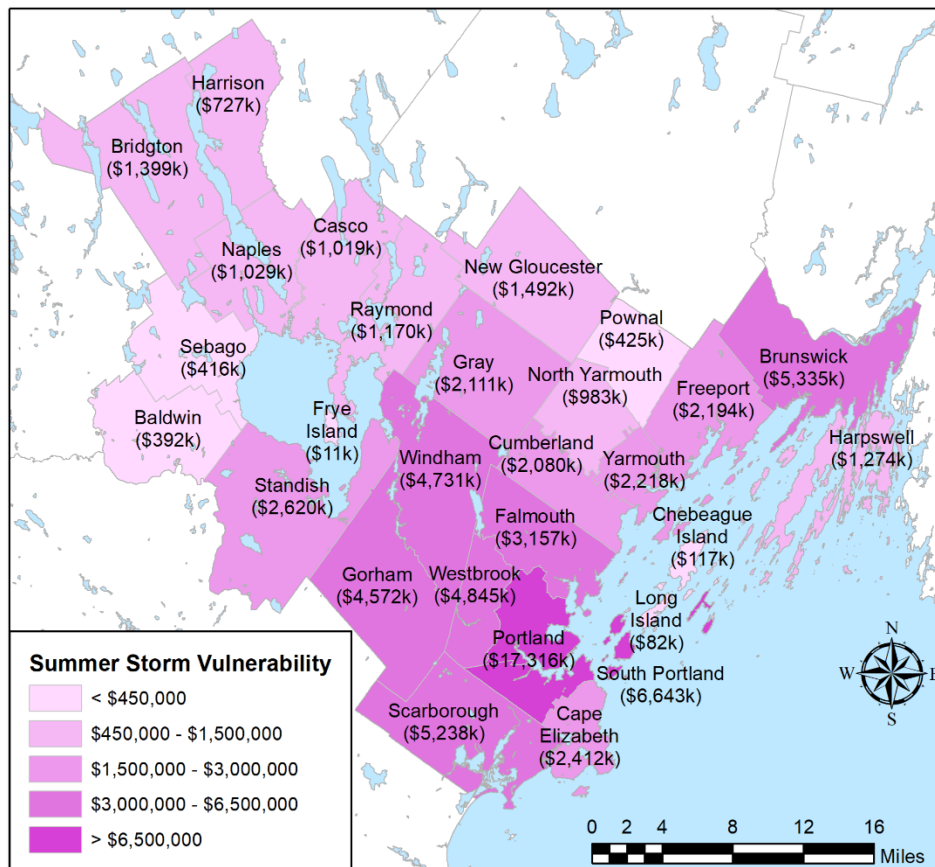 Harrison
($727k)
Bridgton
($1,399k)
Casco
($1,019k)
Naples
($1,029k)
New Gloucester
($1,492k)
Raymond
($1,170k)
Pownal
($425k)
Sebago
($416k)
Gray
($2,111k)
North Yarmouth
($983k)
Brunswick
($5,335k)
Freeport
($2,194k)
Baldwin
($392k)
Frye
Island
($11k)
Windham
($4,731k)
Cumberland
($2,080k)
Yarmouth
($2,218k)
Harpswell
($1,274k)
Standish
($2,620k)
Falmouth
($3,157k)
Chebeague
Island
($117k)
Gorham
($4,572k)
Westbrook
($4,845k)
Long
Island
($82k)
Portland
($17,316k)
South Portland
($6,643k)
Scarborough
($5,238k)
Cape
Elizabeth
($2,412k)
N
W
E
S
Summer Storm Vulnerability
< $450,000
$450,000 - $1,500,000
$1,500,000 - $3,000,000
$3,000,000 - $6,500,000
> $6,500,000
0 2 4 8 12 16
Miles